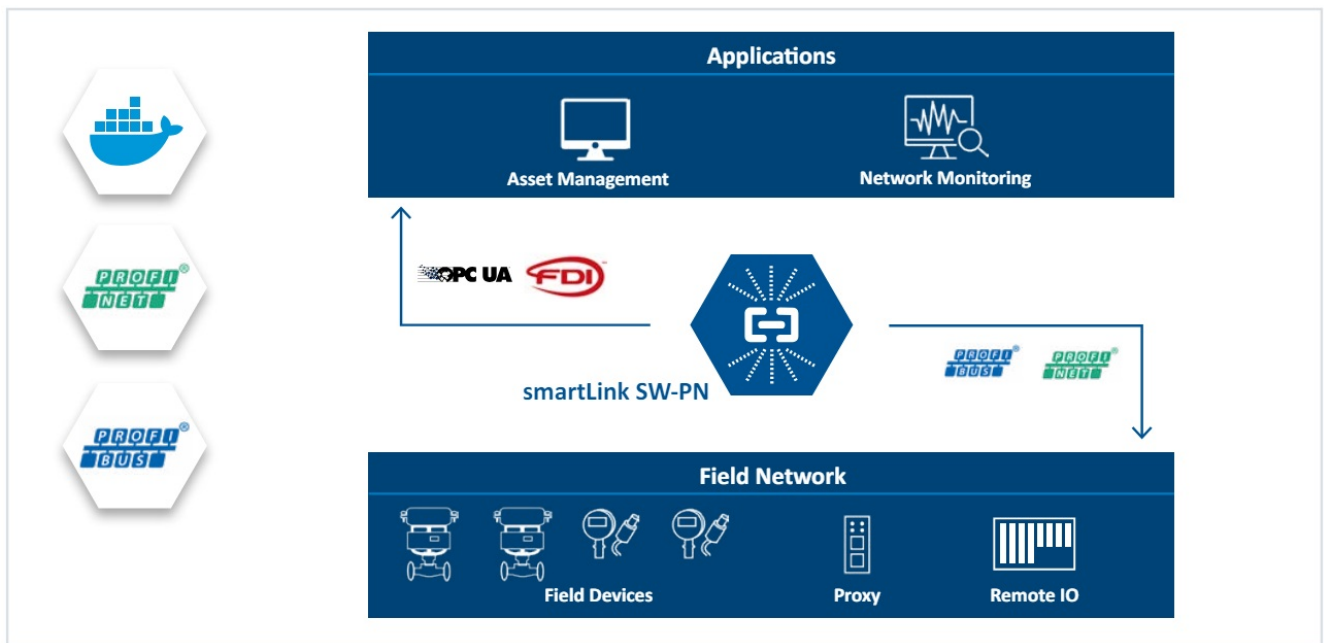 Applications
Asset Management
Network Monitoring
PROFI®
NET
PROFI®
BUS
OPC UA
FDI™
smartLink SW-PN
PROFI®
BUS
PROFI®
NET
Field Network
Field Devices
Proxy
Remote IO